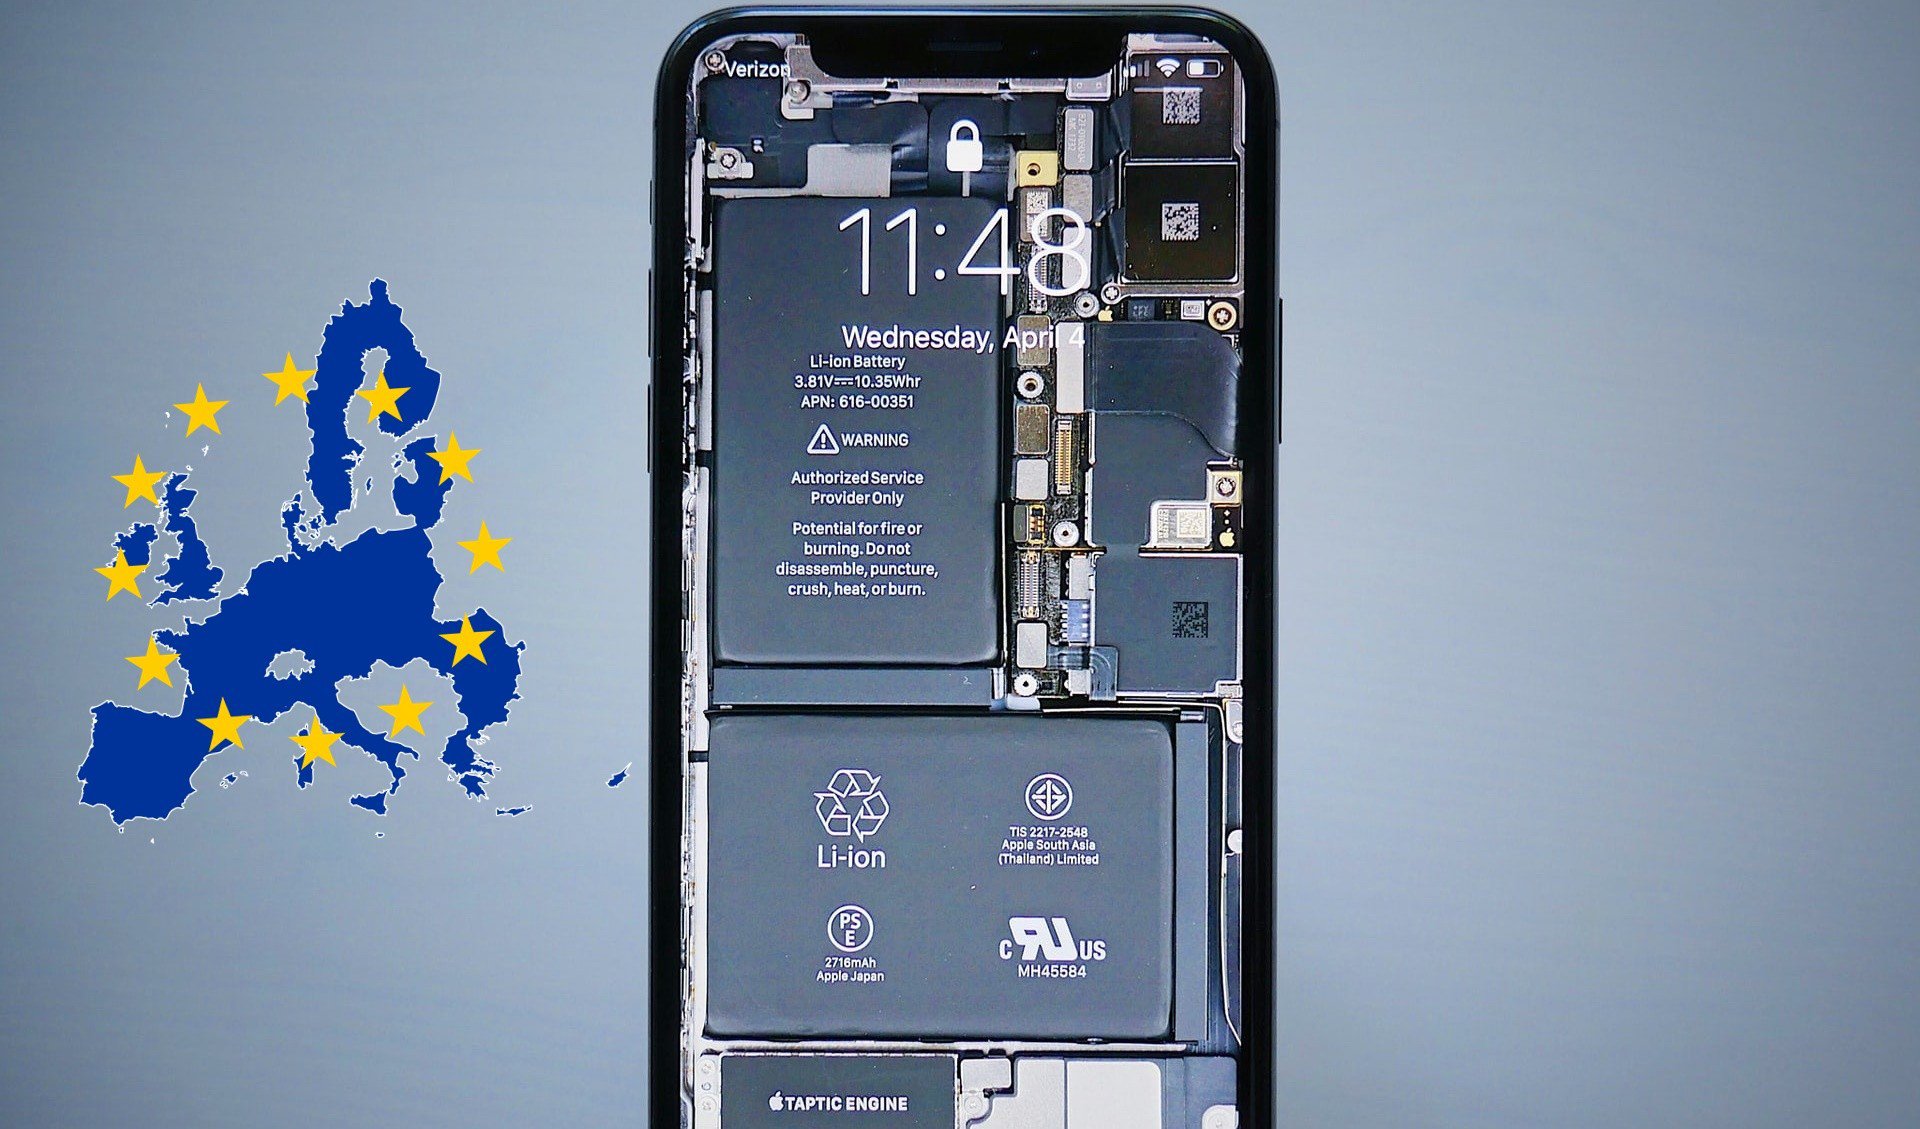 Verizon
11:48
Wednesday, April 4
Li-ion Battery
3.81V⎓10.35Whr
APN: 616-00351
WARNING
Authorized Service
Provider Only
Potential for fire or
burning. Do not
disassemble, puncture,
crush, heat, or burn.
Li-ion
TIS 2217-2548
Apple South Asia
(Thailand) Limited
PS
E
2716mAh
Apple Japan
c RU US
MH45584
TAPTIC ENGINE